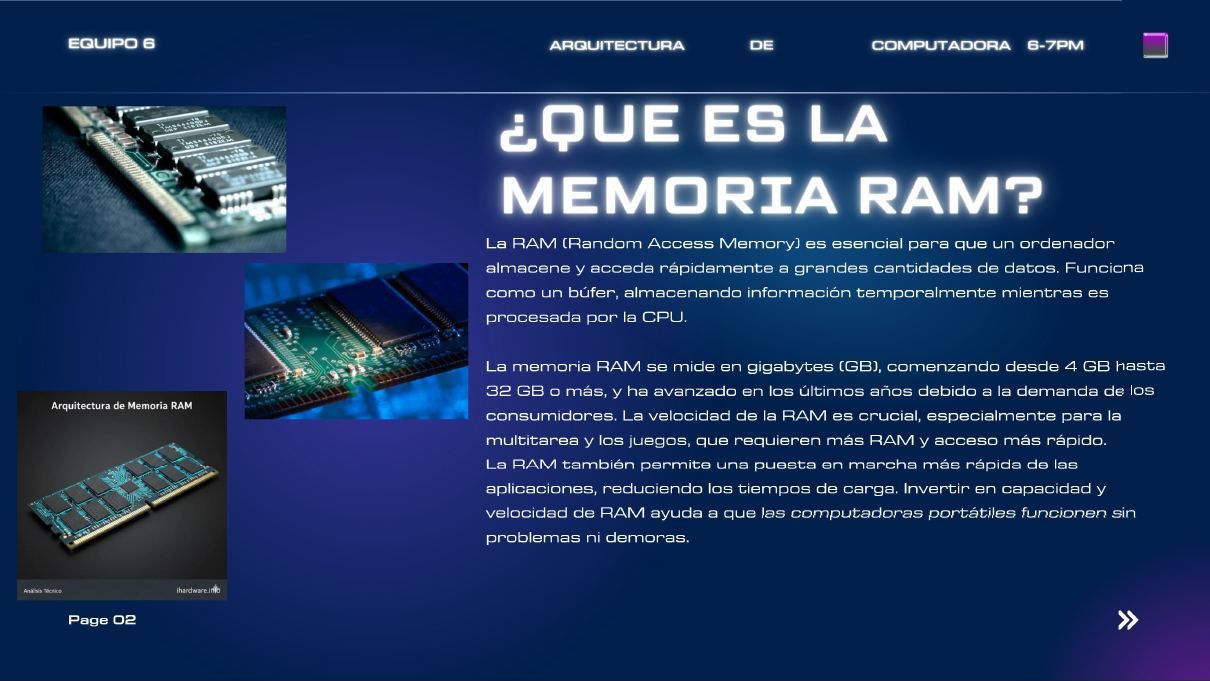 EQUIPO 6
ARQUITECTURA DE COMPUTADORA 6-7PM
¿QUE ES LA
MEMORIA RAM?
La RAM (Random Access Memory) es esencial para que un ordenador
almacene y acceda rápidamente a grandes cantidades de datos. Funciona
como un búfer, almacenando información temporalmente mientras es
procesada por la CPU.
La memoria RAM se mide en gigabytes (GB), comenzando desde 4 GB hasta
32 GB o más, y ha avanzado en los últimos años debido a la demanda de los
consumidores. La velocidad de la RAM es crucial, especialmente para la
multitarea y los juegos, que requieren más RAM y acceso más rápido.
La RAM también permite una puesta en marcha más rápida de las
aplicaciones, reduciendo los tiempos de carga. Invertir en capacidad y
velocidad de RAM ayuda a que las computadoras portátiles funcionen sin
problemas ni demoras.
Arquitectura de Memoria RAM
Análisis Técnico
ihardware.info
Page 02